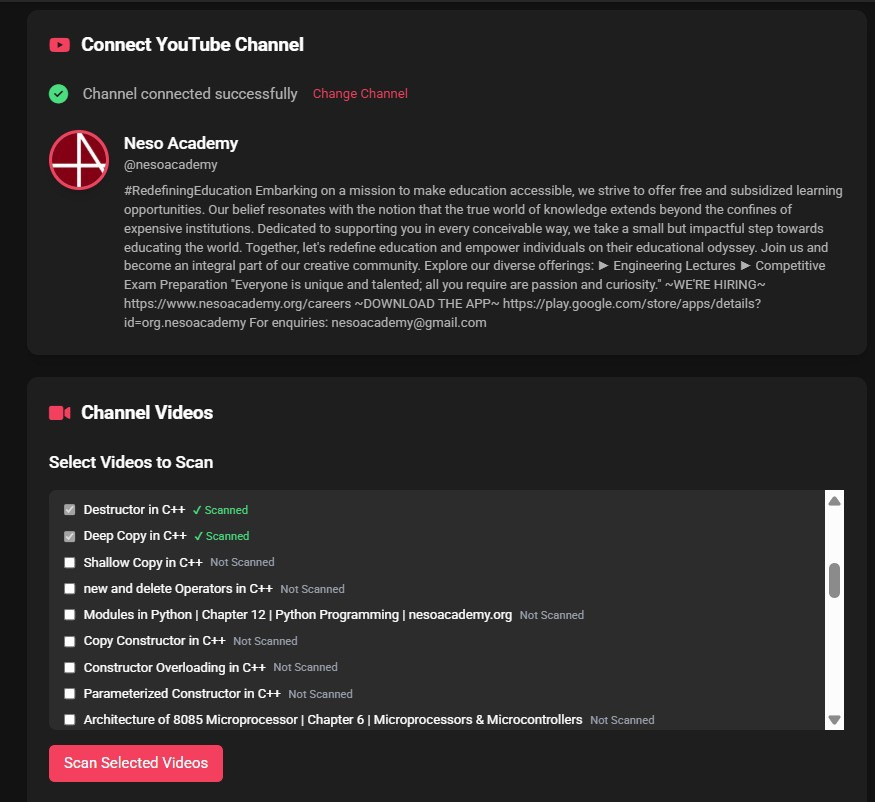 Connect YouTube Channel
Channel connected successfully Change Channel
Neso Academy
@nesoacademy
#RedefiningEducation Embarking on a mission to make education accessible, we strive to offer free and subsidized learning
opportunities. Our belief resonates with the notion that the true world of knowledge extends beyond the confines of
expensive institutions. Dedicated to supporting you in every conceivable way, we take a small but impactful step towards
educating the world. Together, let's redefine education and empower individuals on their educational odyssey. Join us and
become an integral part of our creative community. Explore our diverse offerings: ► Engineering Lectures ► Competitive
Exam Preparation "Everyone is unique and talented; all you require are passion and curiosity." ~WE'RE HIRING~
https://www.nesoacademy.org/careers ~DOWNLOAD THE APP~ https://play.google.com/store/apps/details?
id=org.nesoacademy For enquiries: nesoacademy@gmail.com
Channel Videos
Select Videos to Scan
Destructor in C++ ✓ Scanned
Deep Copy in C++ ✓ Scanned
Shallow Copy in C++ Not Scanned
new and delete Operators in C++ Not Scanned
Modules in Python | Chapter 12 | Python Programming | nesoacademy.org Not Scanned
Copy Constructor in C++ Not Scanned
Constructor Overloading in C++ Not Scanned
Parameterized Constructor in C++ Not Scanned
Architecture of 8085 Microprocessor | Chapter 6 | Microprocessors & Microcontrollers Not Scanned
Scan Selected Videos